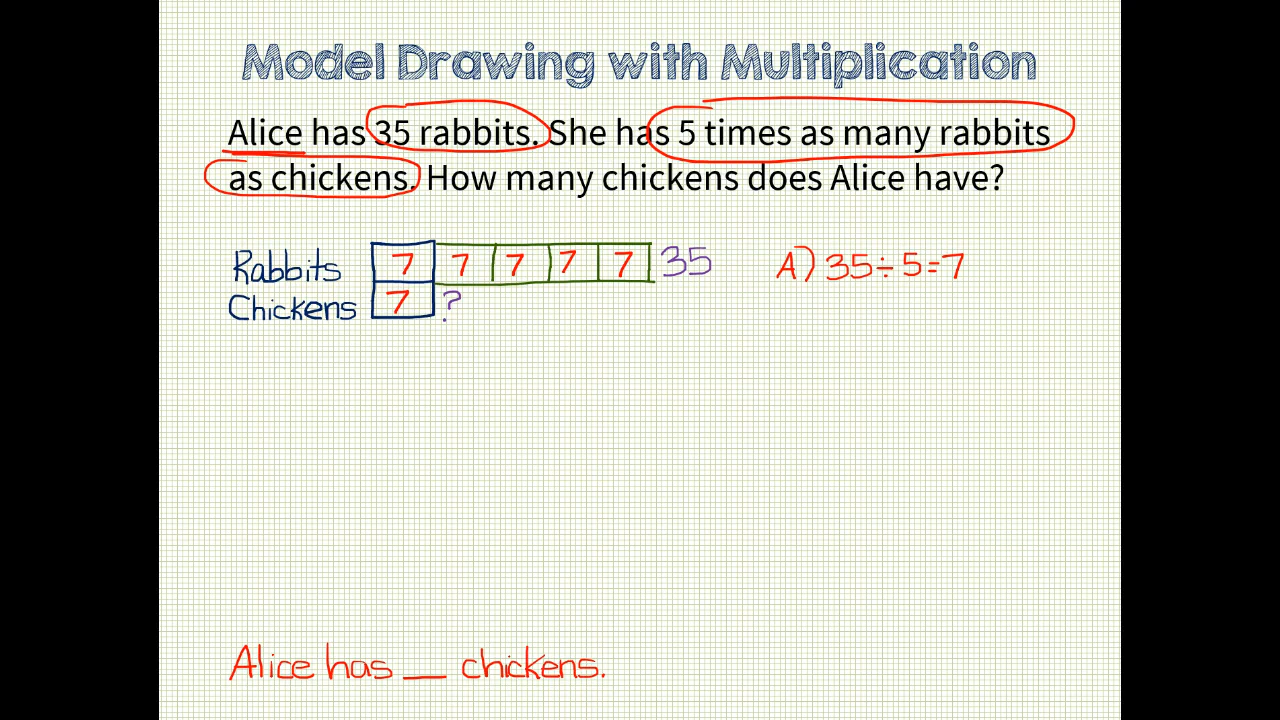 Model Drawing with Multiplication
Alice has 35 rabbits. She has 5 times as many rabbits
as chickens. How many chickens does Alice have?
Rabbits 7 7 7 7 7 35 A) 35÷5=7
Chickens 7 ?
Alice has __ chickens.